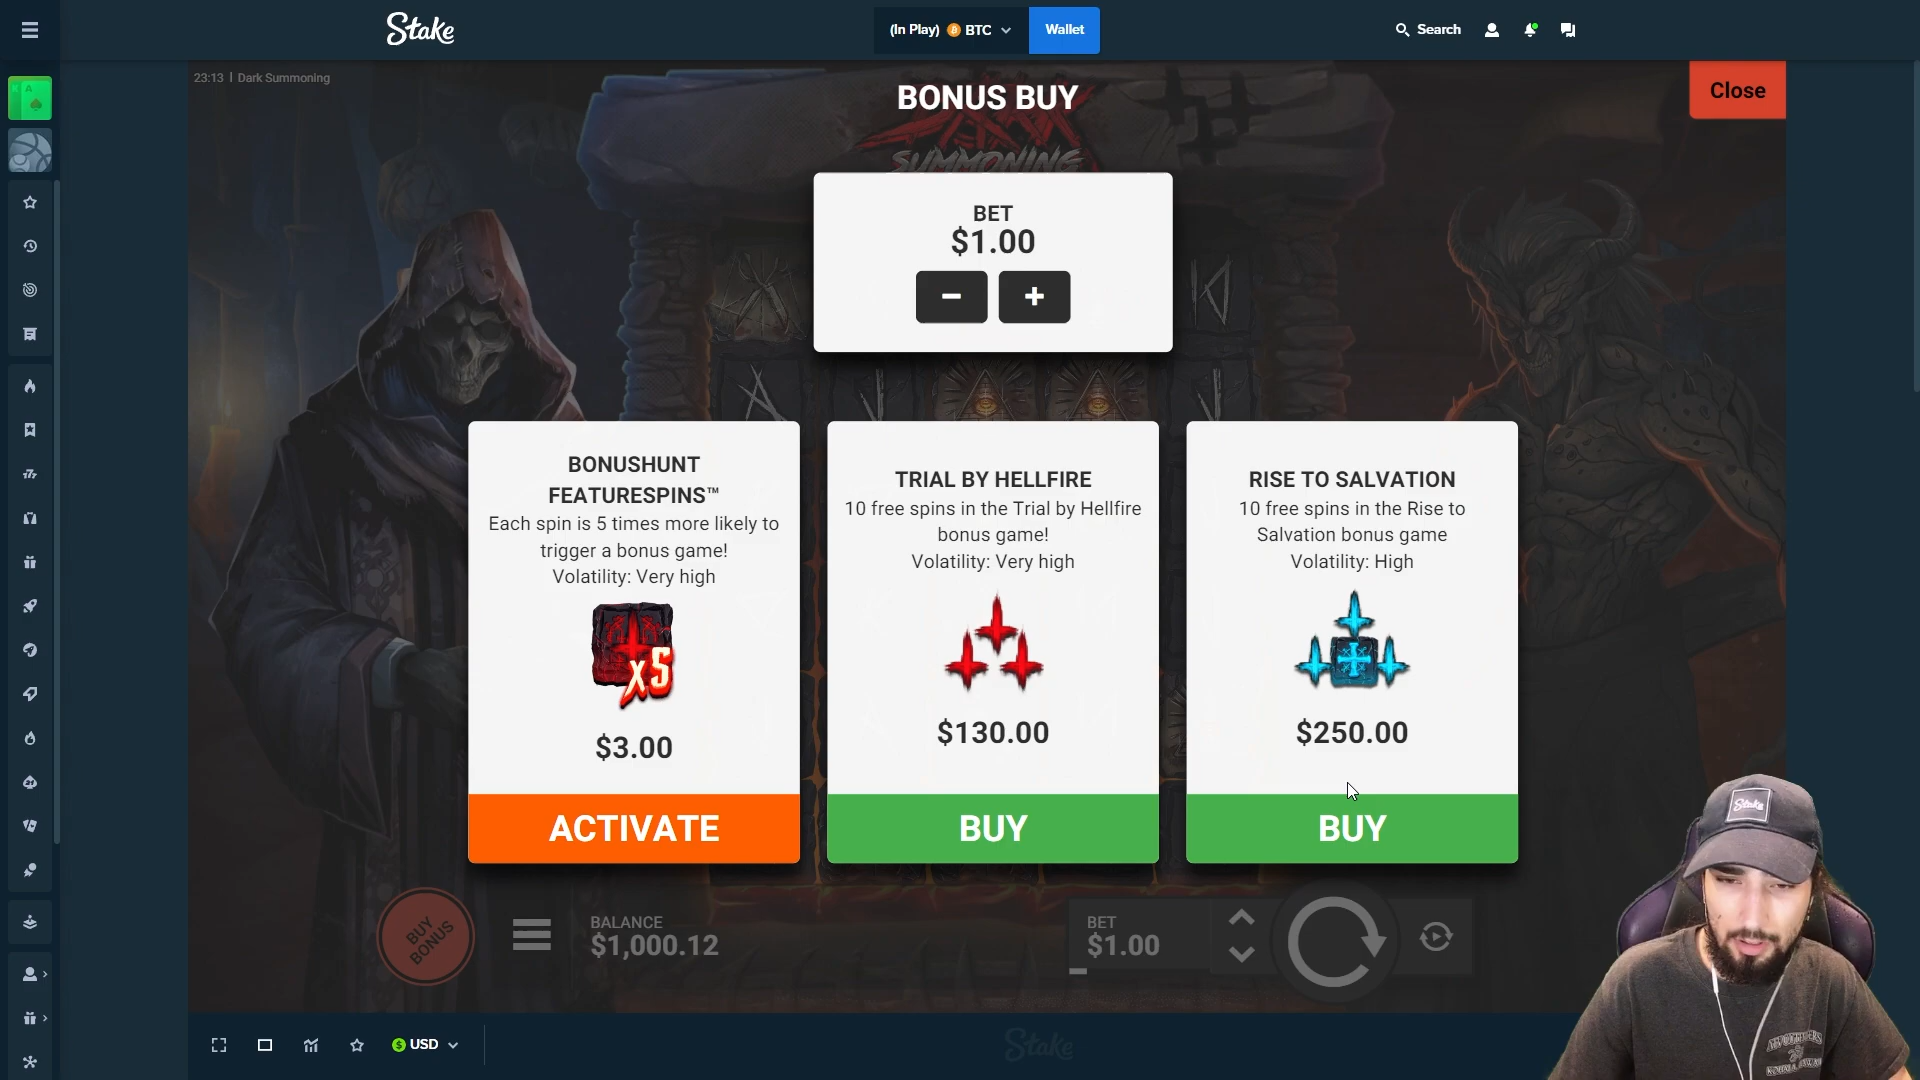 Stake
(In Play) BTC
Wallet
Search
23:13 | Dark Summoning
BONUS BUY
Close
SUMMONING
BET
$1.00
−
+
BONUSHUNT
FEATURESPINS™
Each spin is 5 times more likely to
trigger a bonus game!
Volatility: Very high
X5
$3.00
ACTIVATE
TRIAL BY HELLFIRE
10 free spins in the Trial by Hellfire
bonus game!
Volatility: Very high
$130.00
BUY
RISE TO SALVATION
10 free spins in the Rise to
Salvation bonus game
Volatility: High
$250.00
BUY
BUY
BONUS
BALANCE
$1,000.12
BET
$1.00
Stake
USD
Stake